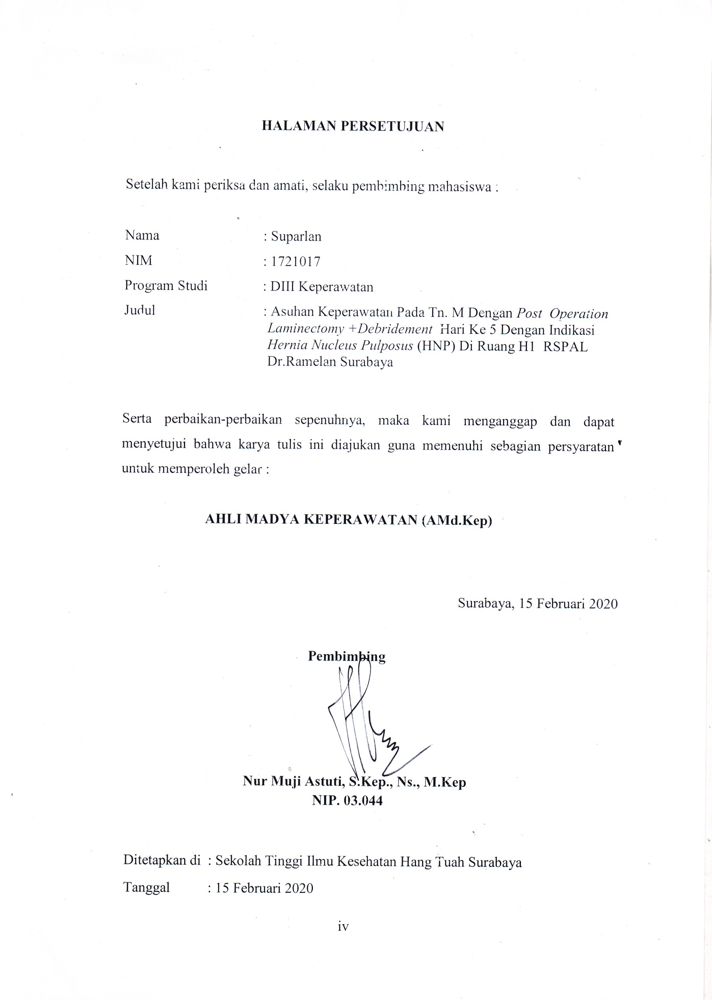 HALAMAN PERSETUJUAN
Setelah kami periksa dan amati, selaku pembimbing mahasiswa :
Nama : Suparlan
NIM : 1721017
Program Studi : DIII Keperawatan
Judul : Asuhan Keperawatan Pada Tn. M Dengan Post Operation
Laminectomy +Debridement Hari Ke 5 Dengan Indikasi
Hernia Nucleus Pulposus (HNP) Di Ruang H1 RSPAL
Dr.Ramelan Surabaya
Serta perbaikan-perbaikan sepenuhnya, maka kami menganggap dan dapat
menyetujui bahwa karya tulis ini diajukan guna memenuhi sebagian persyaratan
untuk memperoleh gelar :
AHLI MADYA KEPERAWATAN (AMd.Kep)
Surabaya, 15 Februari 2020
Pembimbing
Nur Muji Astuti, S.Kep., Ns., M.Kep
NIP. 03.044
Ditetapkan di : Sekolah Tinggi Ilmu Kesehatan Hang Tuah Surabaya
Tanggal : 15 Februari 2020
iv